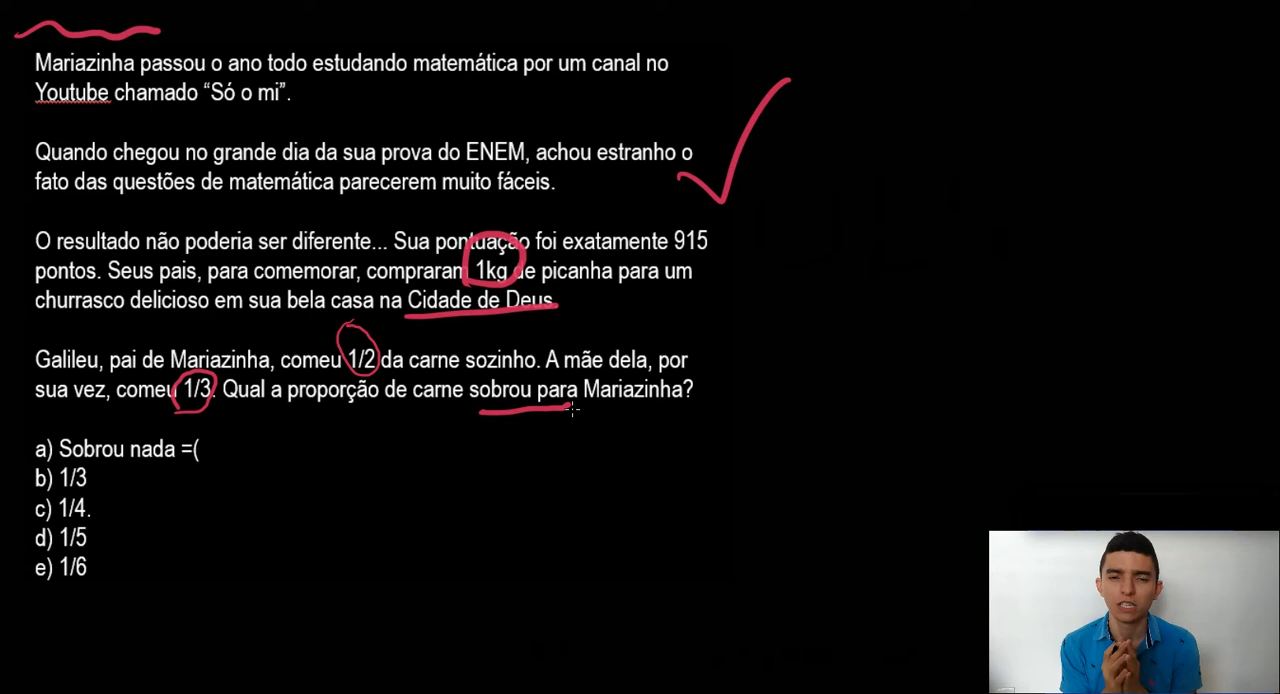 Mariazinha passou o ano todo estudando matemática por um canal no
Youtube chamado “Só o mi”.
Quando chegou no grande dia da sua prova do ENEM, achou estranho o
fato das questões de matemática parecerem muito fáceis.
O resultado não poderia ser diferente... Sua pontuação foi exatamente 915
pontos. Seus pais, para comemorar, compraram 1kg de picanha para um
churrasco delicioso em sua bela casa na Cidade de Deus.
Galileu, pai de Mariazinha, comeu 1/2 da carne sozinho. A mãe dela, por
sua vez, comeu 1/3. Qual a proporção de carne sobrou para Mariazinha?
a) Sobrou nada =(
b) 1/3
c) 1/4.
d) 1/5
e) 1/6